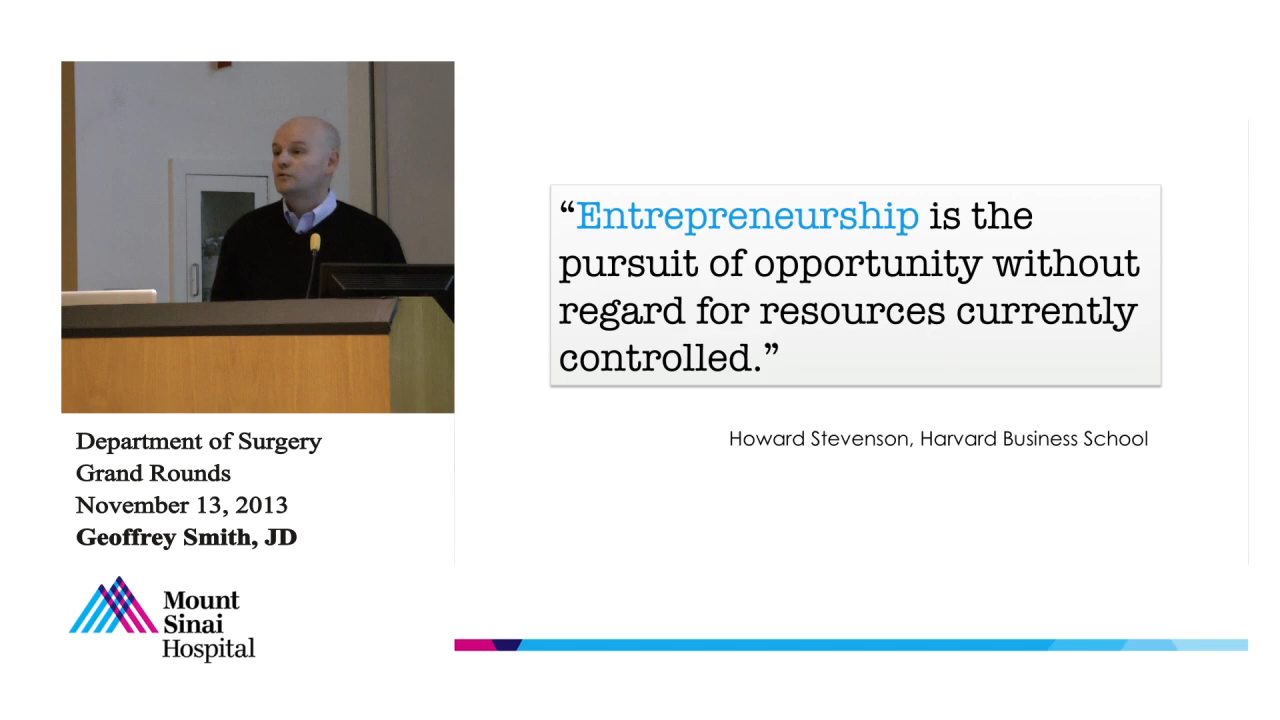 “Entrepreneurship is the
pursuit of opportunity without
regard for resources currently
controlled.”
Howard Stevenson, Harvard Business School
Department of Surgery
Grand Rounds
November 13, 2013
Geoffrey Smith, JD
Mount
Sinai
Hospital